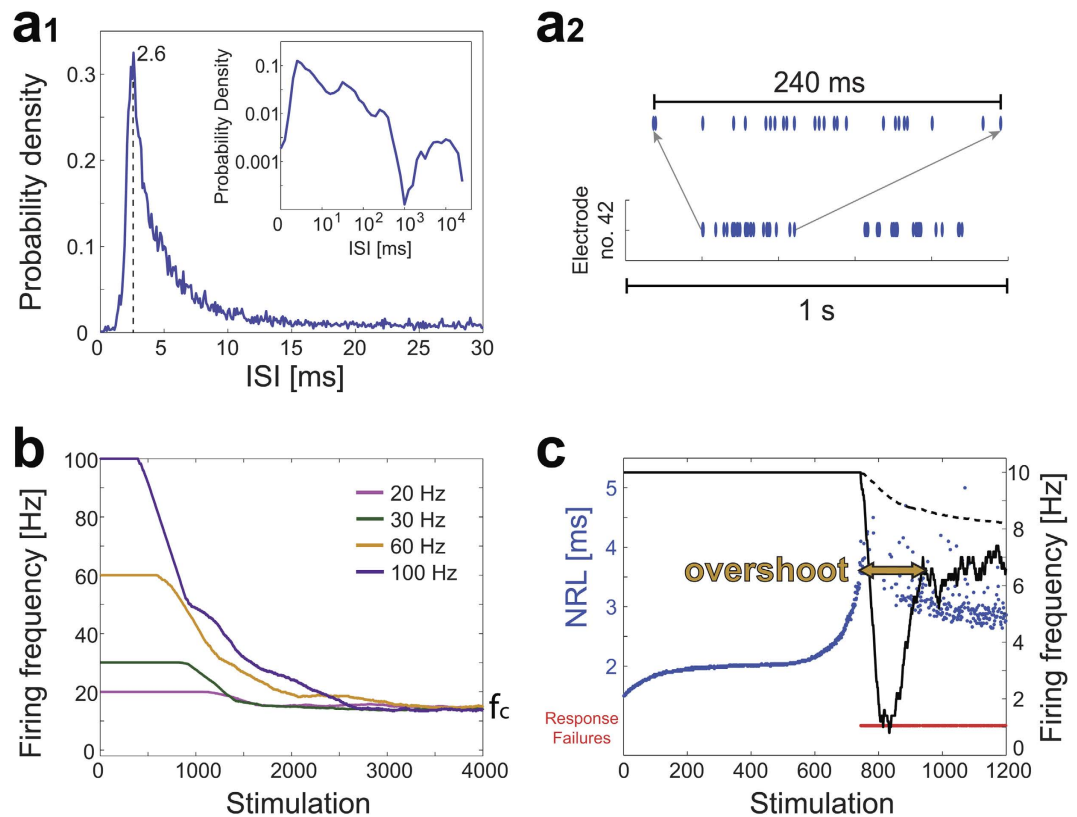 a1
2.6
Probability density
0.3
0.2
0.1
0
0 5 10 15 20 25 30
ISI [ms]
Probability Density
0.1
0.01
0.001
0 10¹ 10² 10³ 10⁴
ISI [ms]
a2
240 ms
Electrode
no. 42
1 s
b
Firing frequency [Hz]
100
80
60
40
20
0
20 Hz
30 Hz
60 Hz
100 Hz
fc
0 1000 2000 3000 4000
Stimulation
c
NRL [ms]
5
4
3
2
Response
Failures
overshoot
10
8
6
4
2
0
Firing frequency [Hz]
0 200 400 600 800 1000 1200
Stimulation